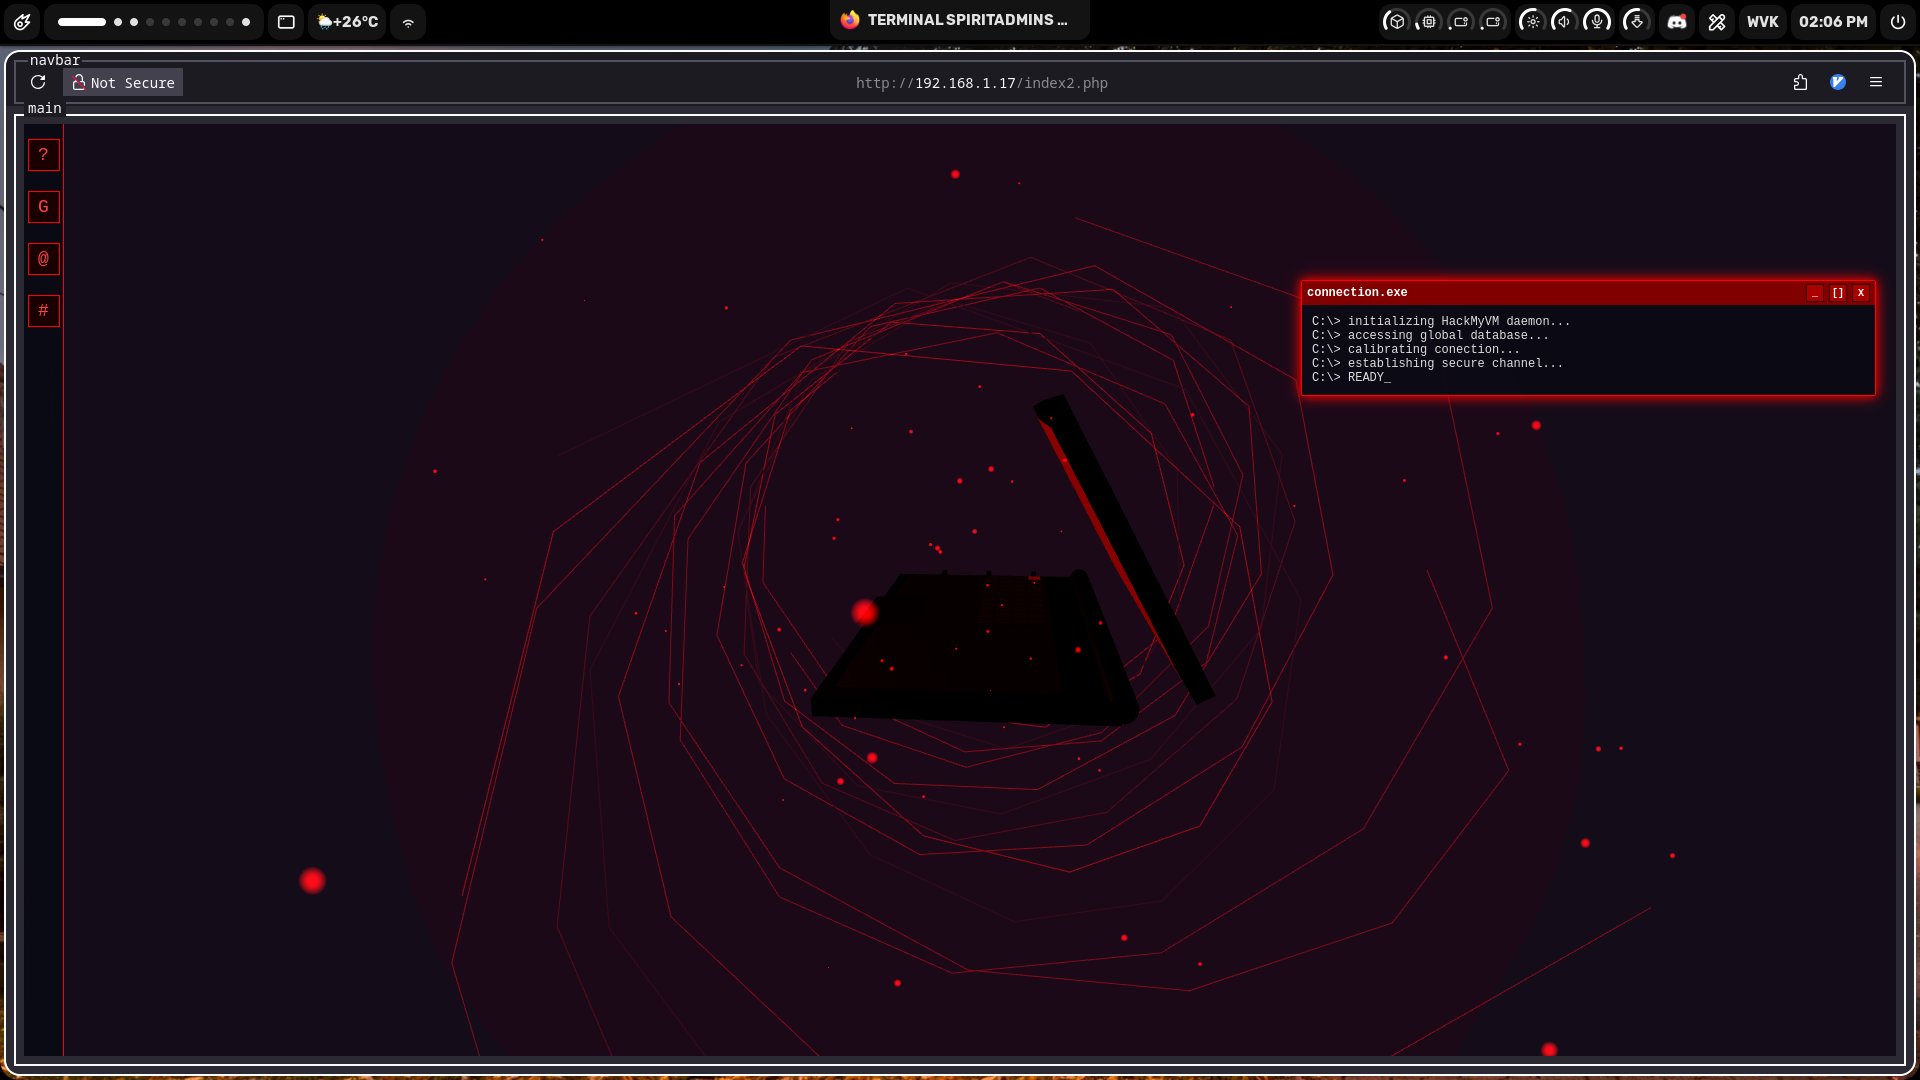 +26°C
TERMINAL SPIRITADMINS ...
WVK
02:06 PM
navbar
Not Secure
http://192.168.1.17/index2.php
main
?
G
@
#
connection.exe
_ [] X
C:\> initializing HackMyVM daemon...
C:\> accessing global database...
C:\> calibrating conection...
C:\> establishing secure channel...
C:\> READY_